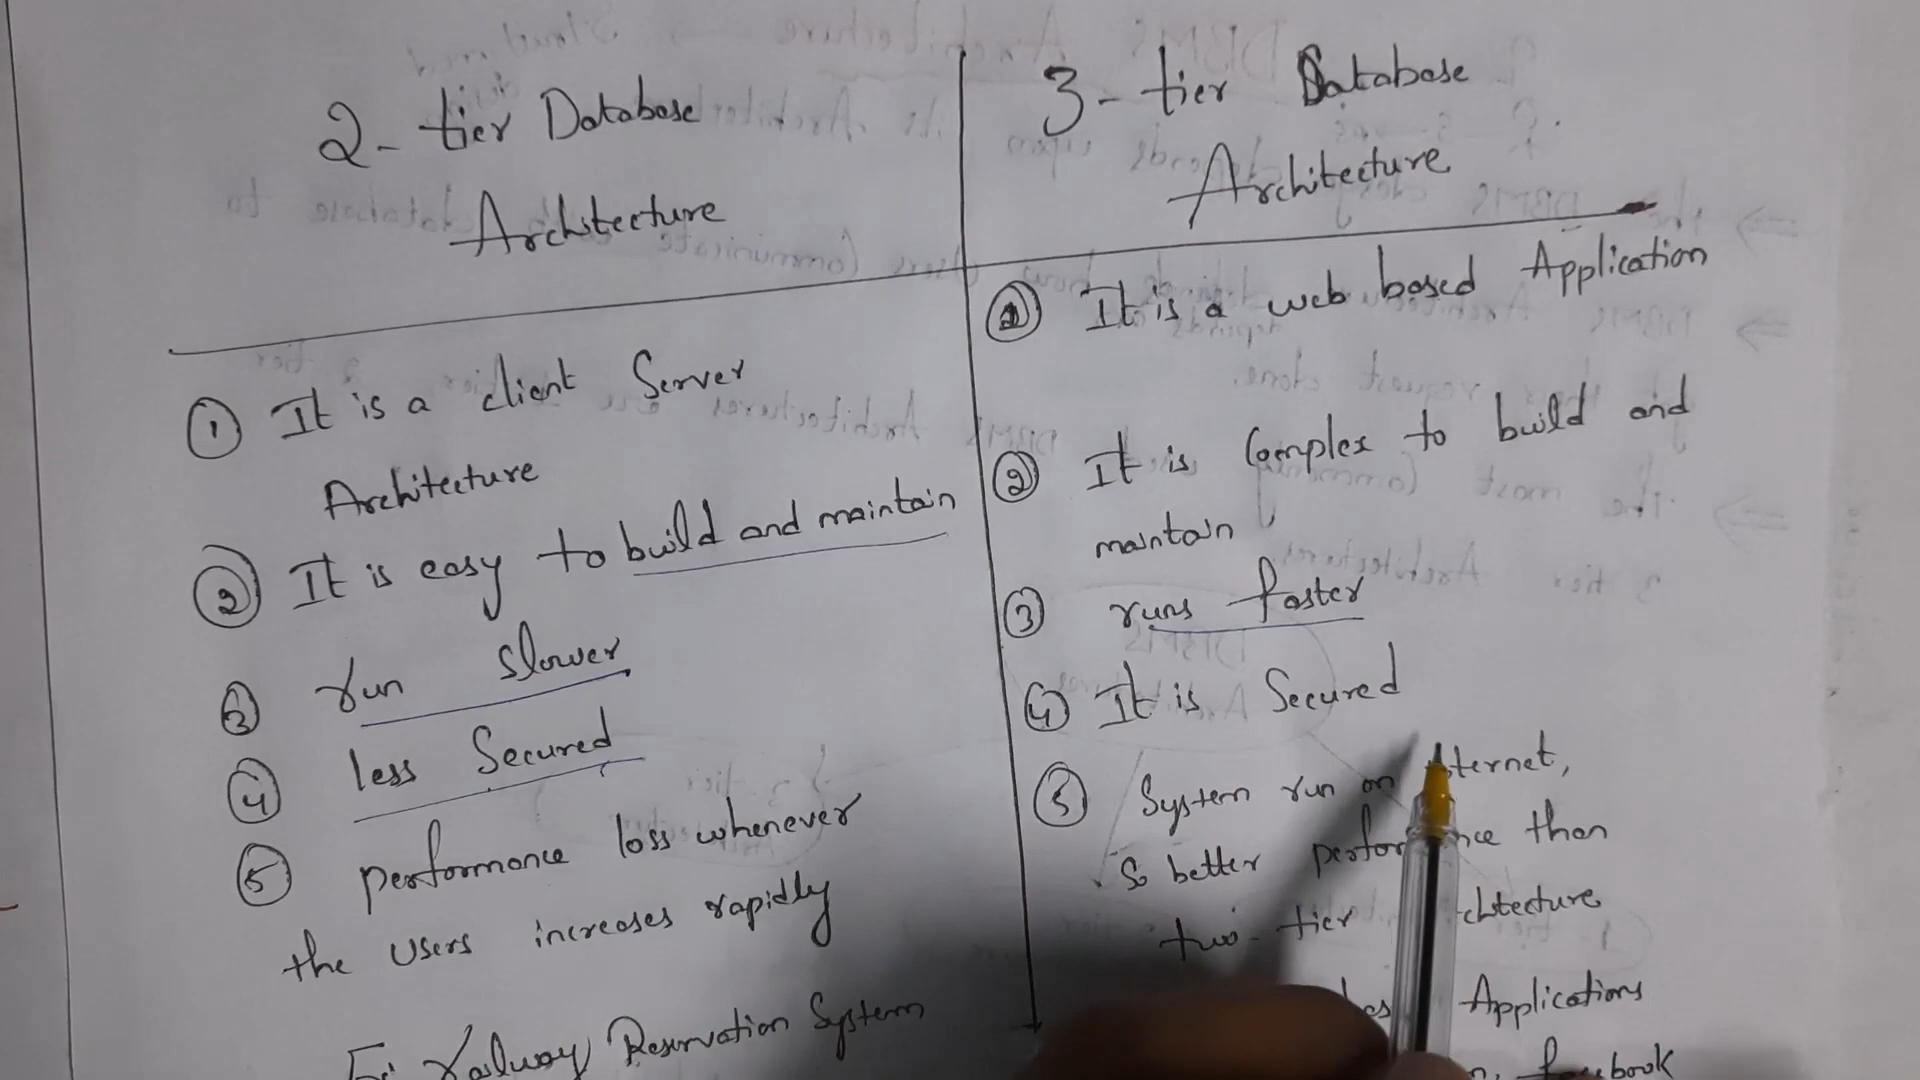 2- tier Database
Architecture
① It is a client Server
Architecture
② It is easy to build and maintain
③ run slower
④ less Secured
⑤ performance loss whenever
the users increases rapidly
Railway Reservation System
3- tier Database
Architecture
① It is a web based Application
② It is Complex to build and
maintain
③ runs faster
④ It is Secured
⑤ System run on
So better than
two-tier
Applications
facebook